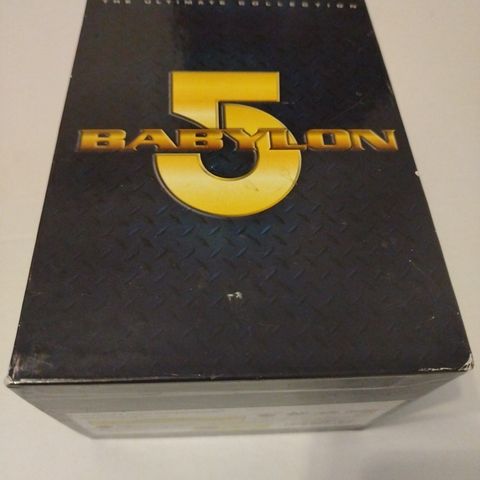 THE ULTIMATE COLLECTION
BABYLON
5